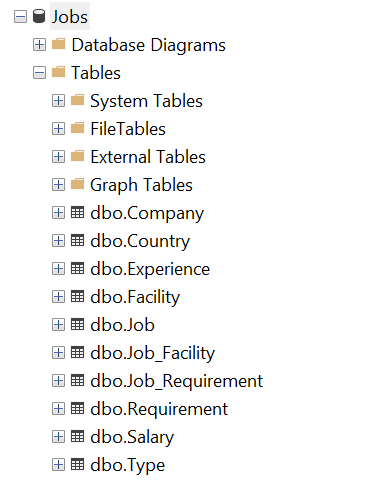 Jobs
Database Diagrams
Tables
System Tables
FileTables
External Tables
Graph Tables
dbo.Company
dbo.Country
dbo.Experience
dbo.Facility
dbo.Job
dbo.Job_Facility
dbo.Job_Requirement
dbo.Requirement
dbo.Salary
dbo.Type